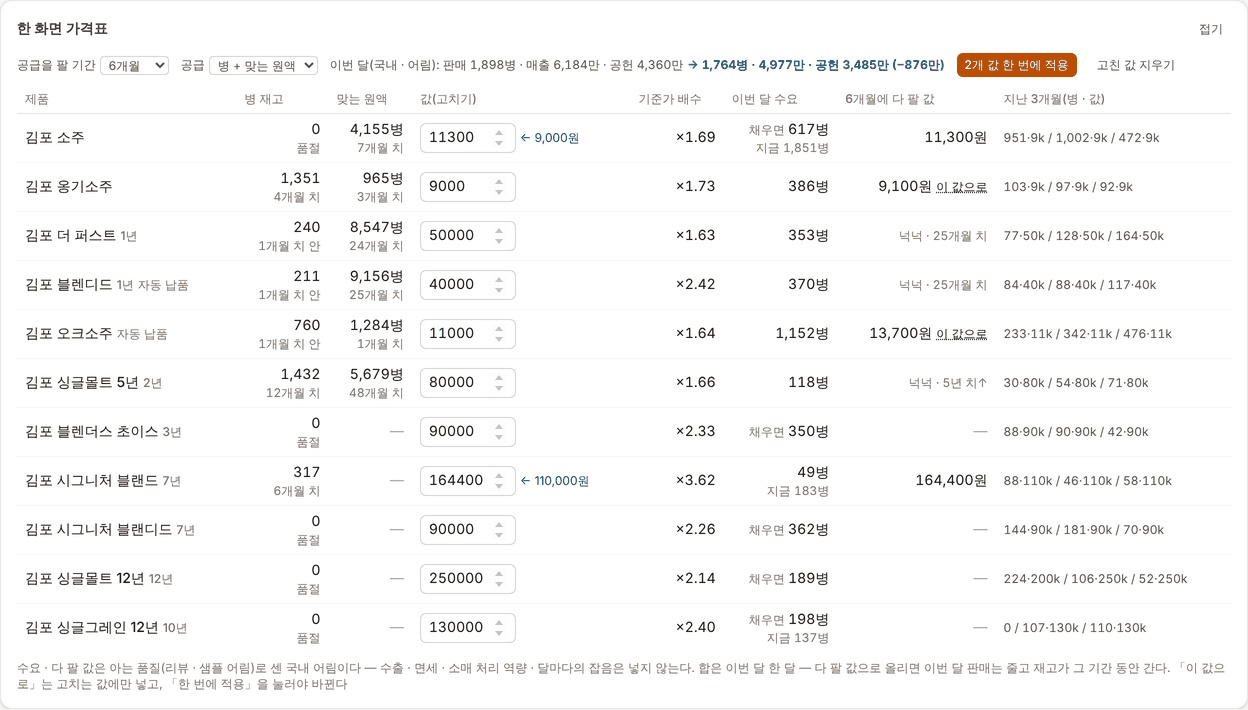 한 화면 가격표
접기
공급을 팔 기간 6개월 공급 병 + 맞는 원액 이번 달(국내 · 어림): 판매 1,898병 · 매출 6,184만 · 공헌 4,360만 → 1,764병 · 4,977만 · 공헌 3,485만 (−876만) 2개 값 한 번에 적용 고친 값 지우기
제품 병 재고 맞는 원액 값(고치기) 기준가 배수 이번 달 수요 6개월에 다 팔 값 지난 3개월(병 · 값)
김포 소주 0 4,155병 11300 ← 9,000원 ×1.69 채우면 617병 11,300원 951·9k / 1,002·9k / 472·9k
품절 7개월 치 지금 1,851병
김포 옹기소주 1,351 965병 9000 ×1.73 386병 9,100원 이 값으로 103·9k / 97·9k / 92·9k
4개월 치 3개월 치
김포 더 퍼스트 1년 240 8,547병 50000 ×1.63 353병 넉넉 · 25개월 치 77·50k / 128·50k / 164·50k
1개월 치 안 24개월 치
김포 블렌디드 1년 자동 납품 211 9,156병 40000 ×2.42 370병 넉넉 · 25개월 치 84·40k / 88·40k / 117·40k
1개월 치 안 25개월 치
김포 오크소주 자동 납품 760 1,284병 11000 ×1.64 1,152병 13,700원 이 값으로 233·11k / 342·11k / 476·11k
1개월 치 안 1개월 치
김포 싱글몰트 5년 2년 1,432 5,679병 80000 ×1.66 118병 넉넉 · 5년 치↑ 30·80k / 54·80k / 71·80k
12개월 치 48개월 치
김포 블렌더스 초이스 3년 0 — 90000 ×2.33 채우면 350병 — 88·90k / 90·90k / 42·90k
품절
김포 시그니처 블랜드 7년 317 — 164400 ← 110,000원 ×3.62 49병 164,400원 88·110k / 46·110k / 58·110k
6개월 치 지금 183병
김포 시그니처 블랜디드 7년 0 — 90000 ×2.26 채우면 362병 — 144·90k / 181·90k / 70·90k
품절
김포 싱글몰트 12년 12년 0 — 250000 ×2.14 채우면 189병 — 224·200k / 106·250k / 52·250k
품절
김포 싱글그레인 12년 10년 0 — 130000 ×2.40 채우면 198병 — 0 / 107·130k / 110·130k
품절 지금 137병
수요 · 다 팔 값은 아는 품질(리뷰 · 샘플 어림)로 센 국내 어림이다 — 수출 · 면세 · 소매 처리 역량 · 달마다의 잡음은 넣지 않는다. 합은 이번 달 한 달 — 다 팔 값으로 올리면 이번 달 판매는 줄고 재고가 그 기간 동안 간다. 「이 값으
로」는 고치는 값에만 넣고, 「한 번에 적용」을 눌러야 바뀐다